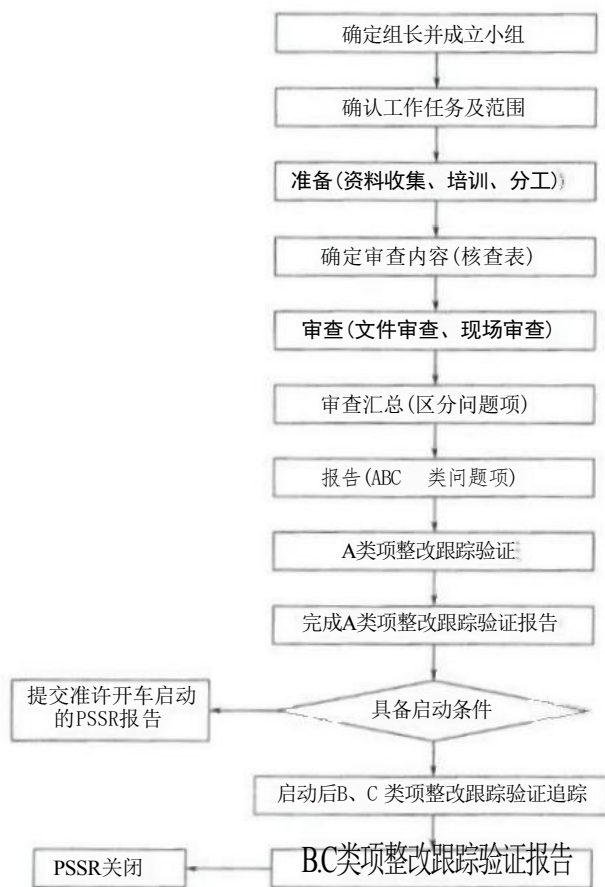 确定组长并成立小组
确认工作任务及范围
准备(资料收集、培训、分工)
确定审查内容(核查表)
审查(文件审查、现场审查)
审查汇总(区分问题项)
报告(ABC 类问题项)
A类项整改跟踪验证
完成A类项整改跟踪验证报告
提交准许开车启动
的PSSR报告
具备启动条件
启动后B、C 类项整改跟踪验证追踪
PSSR关闭
B.C类项整改跟踪验证报告